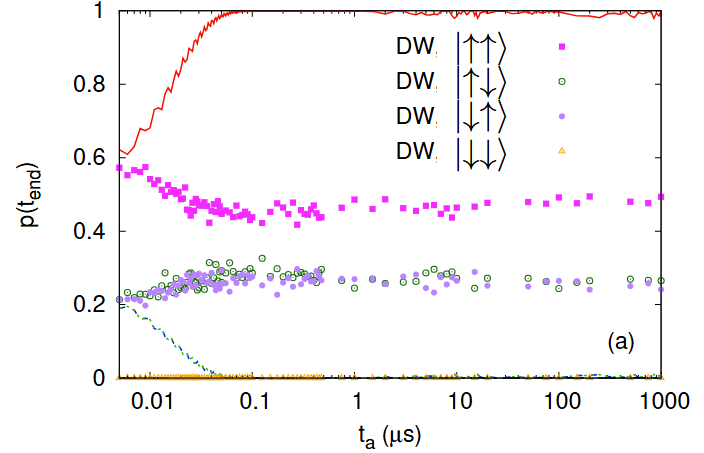 1
0.8
0.6
0.4
0.2
0
p(t_end)
DW, |↑↑⟩
DW, |↑↓⟩
DW, |↓↑⟩
DW, |↓↓⟩
(a)
0.01 0.1 1 10 100 1000
t_a (μs)